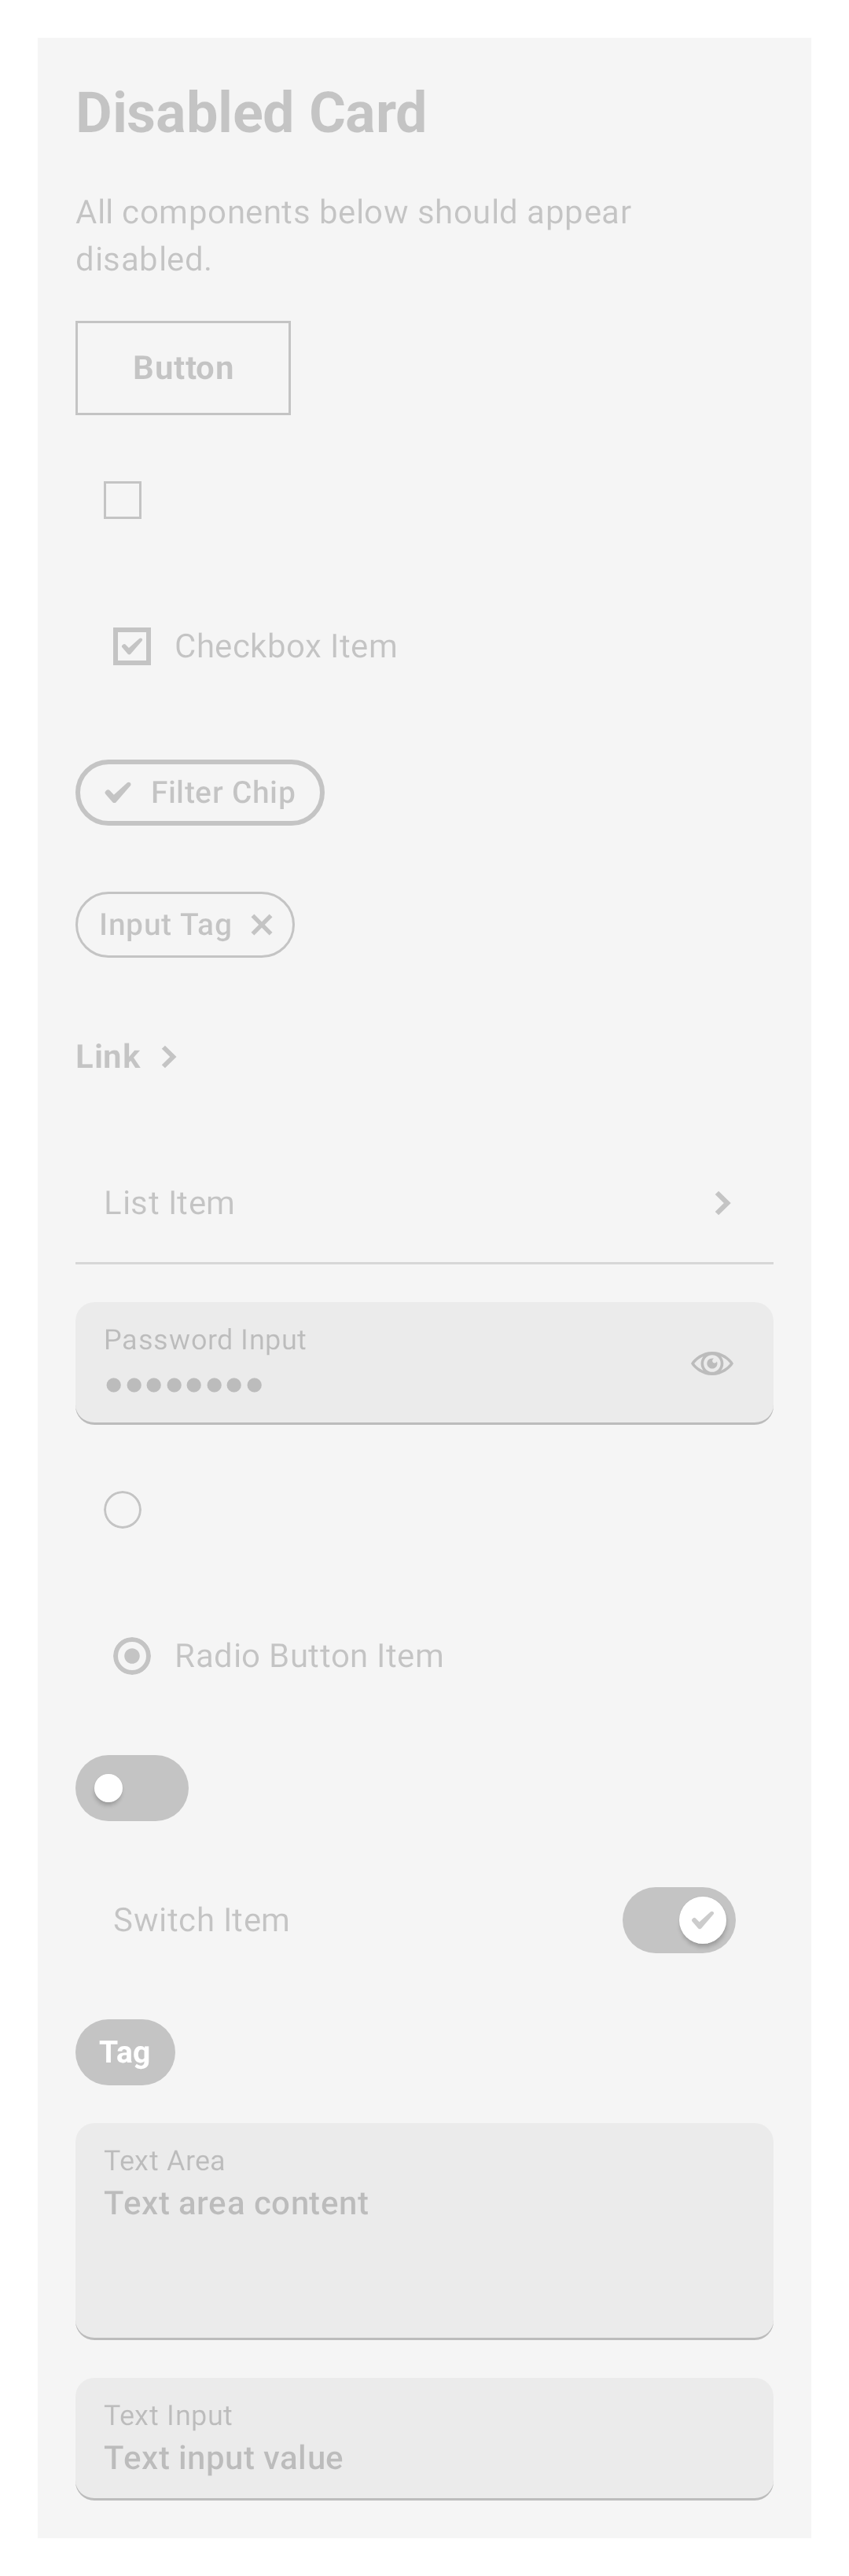 Disabled Card
All components below should appear
disabled.
Button
Checkbox Item
Filter Chip
Input Tag
Link
List Item
Password Input
••••••••
Radio Button Item
Switch Item
Tag
Text Area
Text area content
Text Input
Text input value